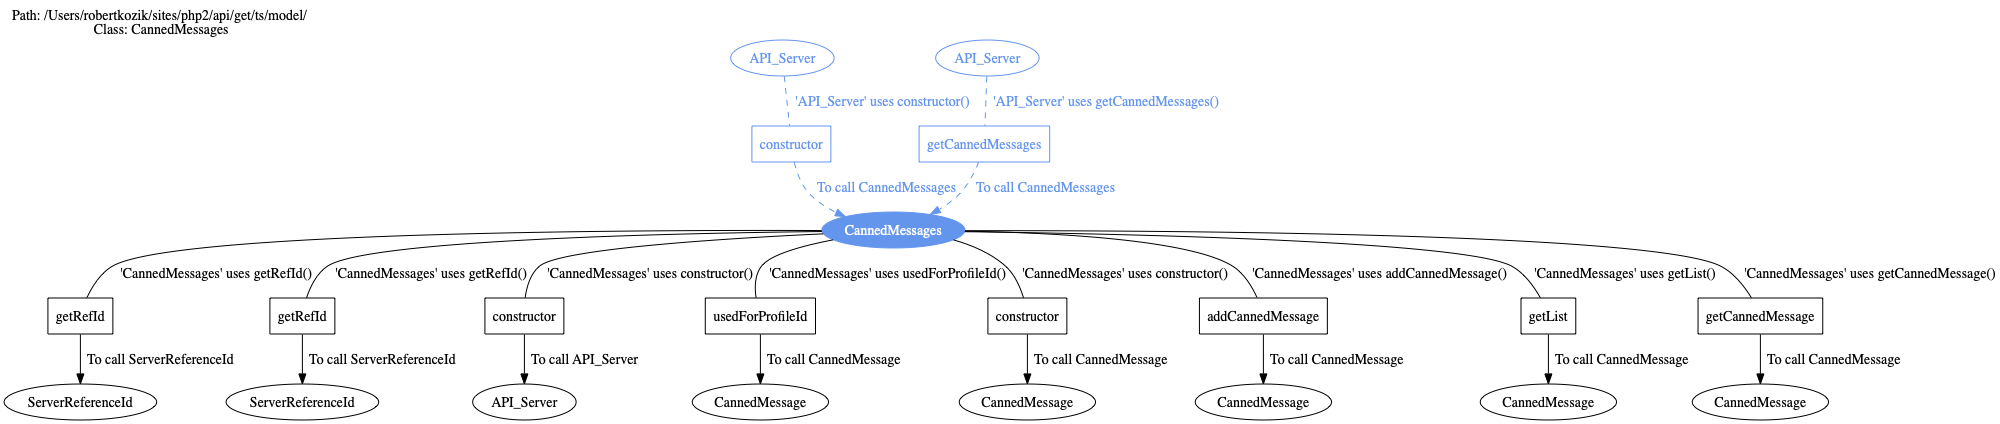 Path: /Users/robertkozik/sites/php2/api/get/ts/model/
Class: CannedMessages
API_Server
API_Server
'API_Server' uses constructor()
'API_Server' uses getCannedMessages()
constructor
getCannedMessages
To call CannedMessages
To call CannedMessages
CannedMessages
'CannedMessages' uses getRefId()
'CannedMessages' uses getRefId()
'CannedMessages' uses constructor()
'CannedMessages' uses usedForProfileId()
'CannedMessages' uses constructor()
'CannedMessages' uses addCannedMessage()
'CannedMessages' uses getList()
'CannedMessages' uses getCannedMessage()
getRefId
getRefId
constructor
usedForProfileId
constructor
addCannedMessage
getList
getCannedMessage
To call ServerReferenceId
To call ServerReferenceId
To call API_Server
To call CannedMessage
To call CannedMessage
To call CannedMessage
To call CannedMessage
To call CannedMessage
ServerReferenceId
ServerReferenceId
API_Server
CannedMessage
CannedMessage
CannedMessage
CannedMessage
CannedMessage